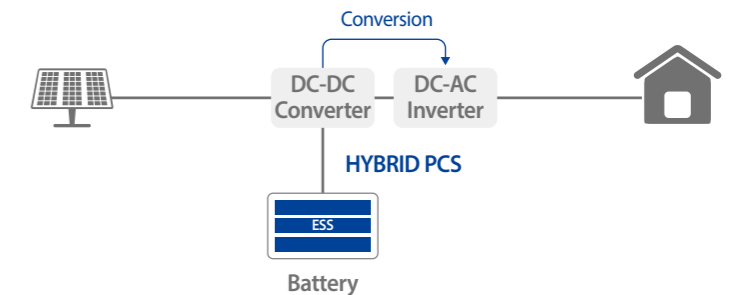 Conversion
DC-DC
Converter
DC-AC
Inverter
HYBRID PCS
ESS
Battery